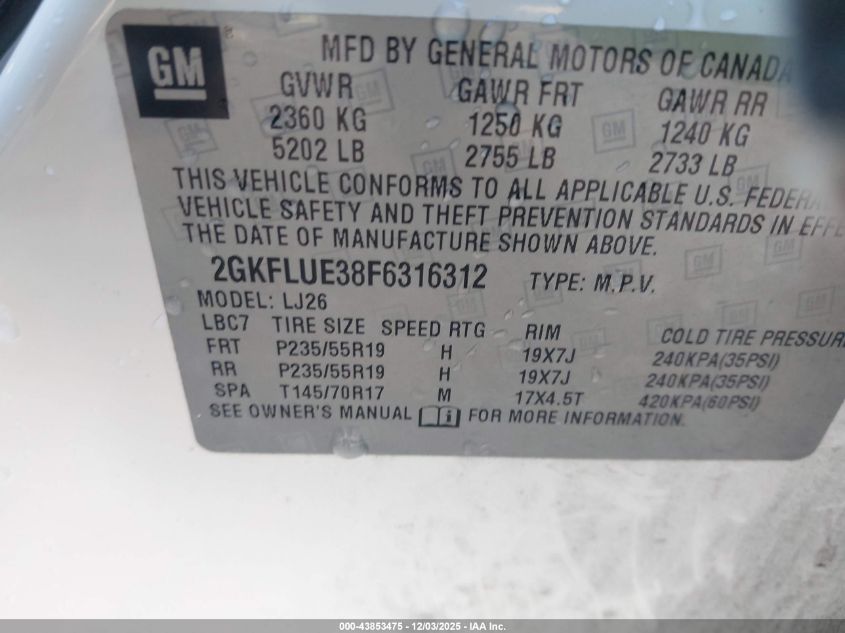 GM
MFD BY GENERAL MOTORS OF CANADA
GVWR GAWR FRT GAWR RR
2360 KG 1250 KG 1240 KG
5202 LB 2755 LB 2733 LB
THIS VEHICLE CONFORMS TO ALL APPLICABLE U.S. FEDERA
VEHICLE SAFETY AND THEFT PREVENTION STANDARDS IN EFFE
THE DATE OF MANUFACTURE SHOWN ABOVE.
2GKFLUE38F6316312 TYPE: M.P.V.
MODEL: LJ26
LBC7 TIRE SIZE SPEED RTG RIM COLD TIRE PRESSUR
FRT P235/55R19 H 19X7J 240KPA(35PSI)
RR P235/55R19 H 19X7J 240KPA(35PSI)
SPA T145/70R17 M 17X4.5T 420KPA(60PSI)
SEE OWNER'S MANUAL i FOR MORE INFORMATION.
000-43853475 - 12/03/2025 - IAA Inc.